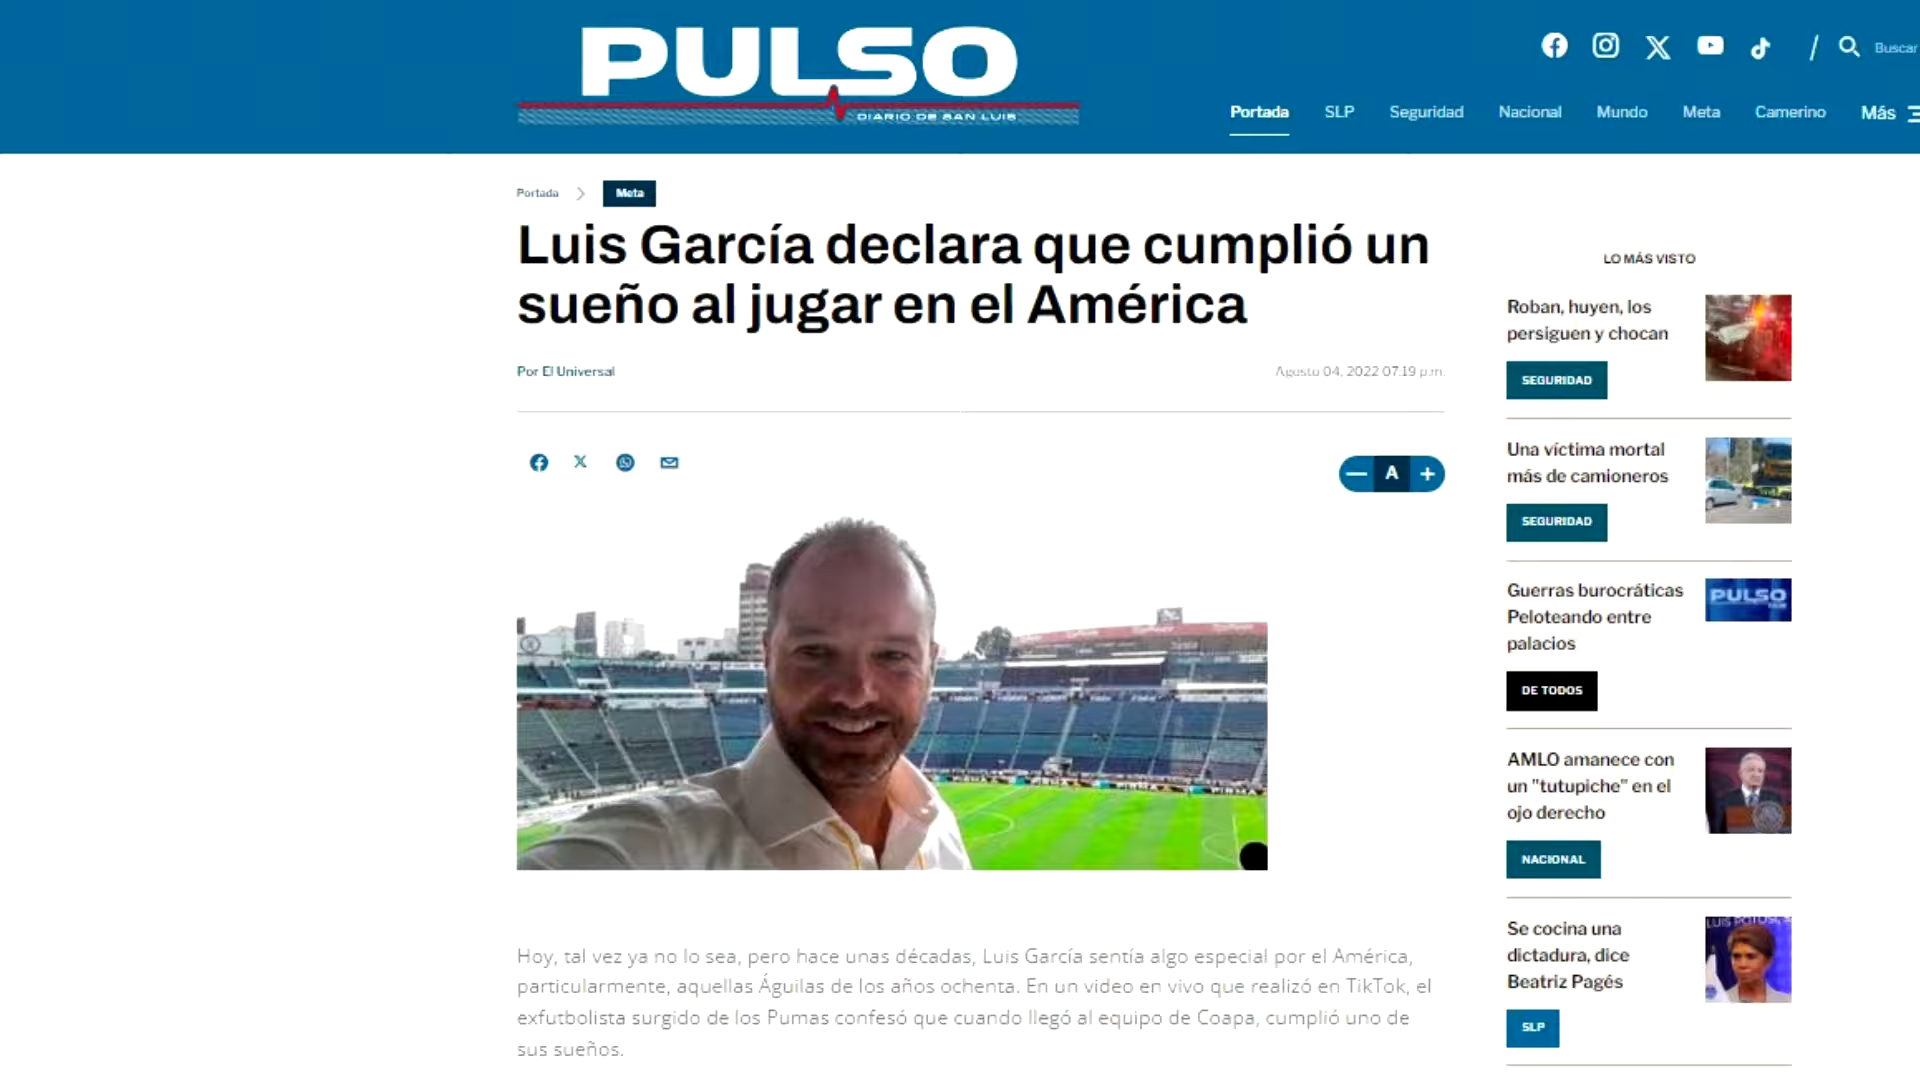 PULSO
DIARIO DE SAN LUIS
Buscar
Portada SLP Seguridad Nacional Mundo Meta Camerino Más
Portada
Meta
Luis García declara que cumplió un
sueño al jugar en el América
Por El Universal
Agosto 04, 2022 07:19 p.m.
A
Hoy, tal vez ya no lo sea, pero hace unas décadas, Luis García sentía algo especial por el América,
particularmente, aquellas Águilas de los años ochenta. En un video en vivo que realizó en TikTok, el
exfutbolista surgido de los Pumas confesó que cuando llegó al equipo de Coapa, cumplió uno de
sus sueños.
LO MÁS VISTO
Roban, huyen, los
persiguen y chocan
SEGURIDAD
Una víctima mortal
más de camioneros
SEGURIDAD
Guerras burocráticas
Peloteando entre
palacios
PULSO
DE TODOS
AMLO amanece con
un "tutupiche" en el
ojo derecho
NACIONAL
Se cocina una
dictadura, dice
Beatriz Pagés
SLP